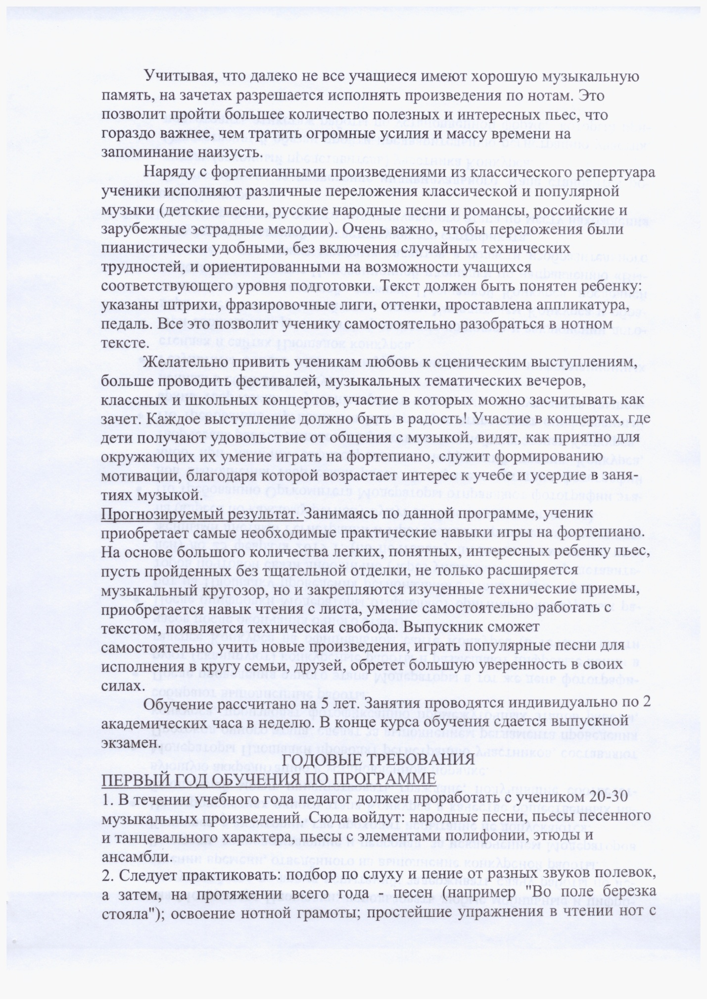 Учитывая, что далеко не все учащиеся имеют хорошую музыкальную
память, на зачетах разрешается исполнять произведения по нотам. Это
позволит пройти большее количество полезных и интересных пьес, что
гораздо важнее, чем тратить огромные усилия и массу времени на
запоминание наизусть.
Наряду с фортепианными произведениями из классического репертуара
ученики исполняют различные переложения классической и популярной
музыки (детские песни, русские народные песни и романсы, российские и
зарубежные эстрадные мелодии). Очень важно, чтобы переложения были
пианистически удобными, без включения случайных технических
трудностей, и ориентированными на возможности учащихся
соответствующего уровня подготовки. Текст должен быть понятен ребенку:
указаны штрихи, фразировочные лиги, оттенки, проставлена аппликатура,
педаль. Все это позволит ученику самостоятельно разобраться в нотном
тексте.
Желательно привить ученикам любовь к сценическим выступлениям,
больше проводить фестивалей, музыкальных тематических вечеров,
классных и школьных концертов, участие в которых можно засчитывать как
зачет. Каждое выступление должно быть в радость! Участие в концертах, где
дети получают удовольствие от общения с музыкой, видят, как приятно для
окружающих их умение играть на фортепиано, служит формированию
мотивации, благодаря которой возрастает интерес к учебе и усердие в заня-
тиях музыкой.
Прогнозируемый результат. Занимаясь по данной программе, ученик
приобретает самые необходимые практические навыки игры на фортепиано.
На основе большого количества легких, понятных, интересных ребенку пьес,
пусть пройденных без тщательной отделки, не только расширяется
музыкальный кругозор, но и закрепляются изученные технические приемы,
приобретается навык чтения с листа, умение самостоятельно работать с
текстом, появляется техническая свобода. Выпускник сможет
самостоятельно учить новые произведения, играть популярные песни для
исполнения в кругу семьи, друзей, обретет большую уверенность в своих
силах.
Обучение рассчитано на 5 лет. Занятия проводятся индивидуально по 2
академических часа в неделю. В конце курса обучения сдается выпускной
экзамен.
ГОДОВЫЕ ТРЕБОВАНИЯ
ПЕРВЫЙ ГОД ОБУЧЕНИЯ ПО ПРОГРАММЕ
1. В течении учебного года педагог должен проработать с учеником 20-30
музыкальных произведений. Сюда войдут: народные песни, пьесы песенного
и танцевального характера, пьесы с элементами полифонии, этюды и
ансамбли.
2. Следует практиковать: подбор по слуху и пение от разных звуков полевок,
а затем, на протяжении всего года - песен (например "Во поле березка
стояла"); освоение нотной грамоты; простейшие упражнения в чтении нот с